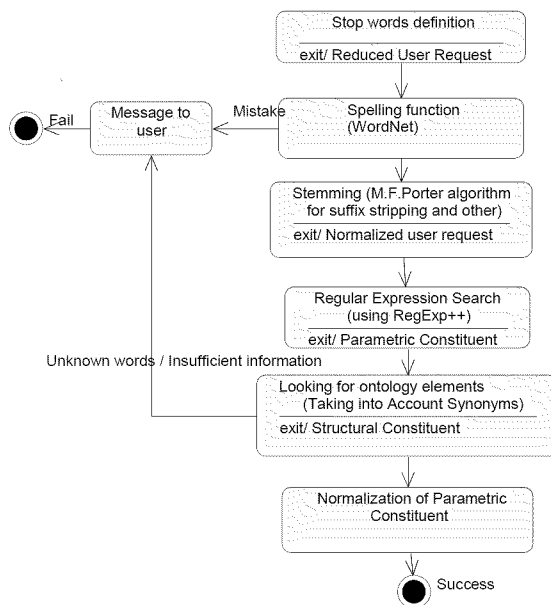 Stop words definition
exit/ Reduced User Request
Fail
Message to
user
Mistake
Spelling function
(WordNet)
Stemming (M.F.Porter algorithm
for suffix stripping and other)
exit/ Normalized user request
Regular Expression Search
(using RegExp++)
exit/ Parametric Constituent
Unknown words / Insufficient information
Looking for ontology elements
(Taking into Account Synonyms)
exit/ Structural Constituent
Normalization of Parametric
Constituent
Success